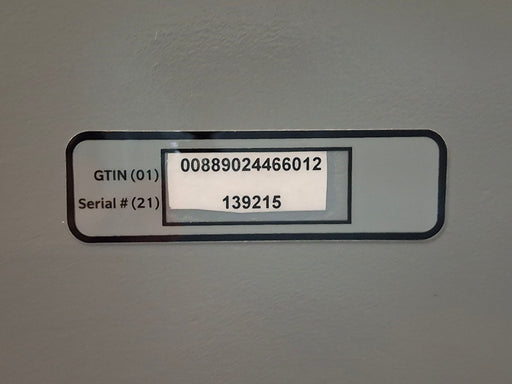 GTIN (01) 00889024466012
Serial # (21) 139215